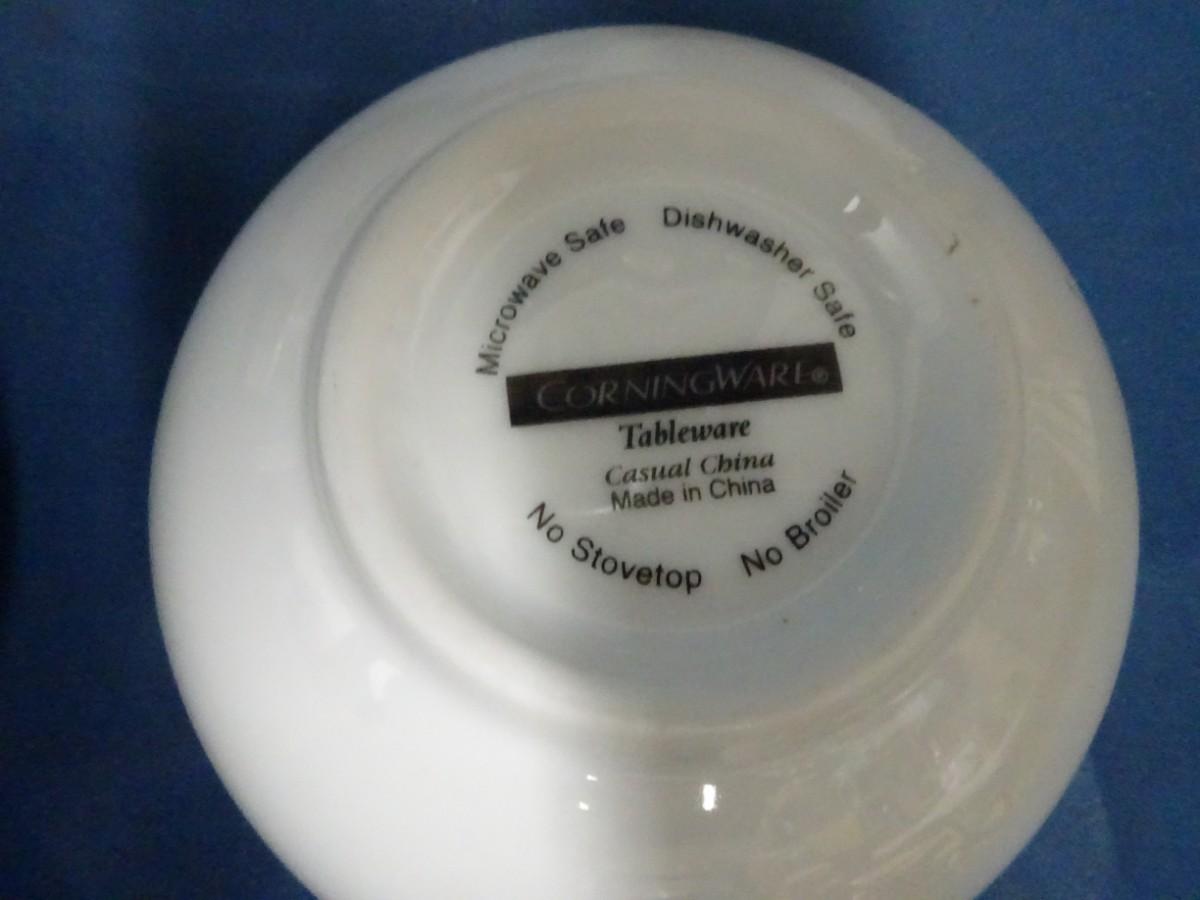 Microwave Safe
Dishwasher Safe
CORNINGWARE®
Tableware
Casual China
Made in China
No Stovetop
No Broiler